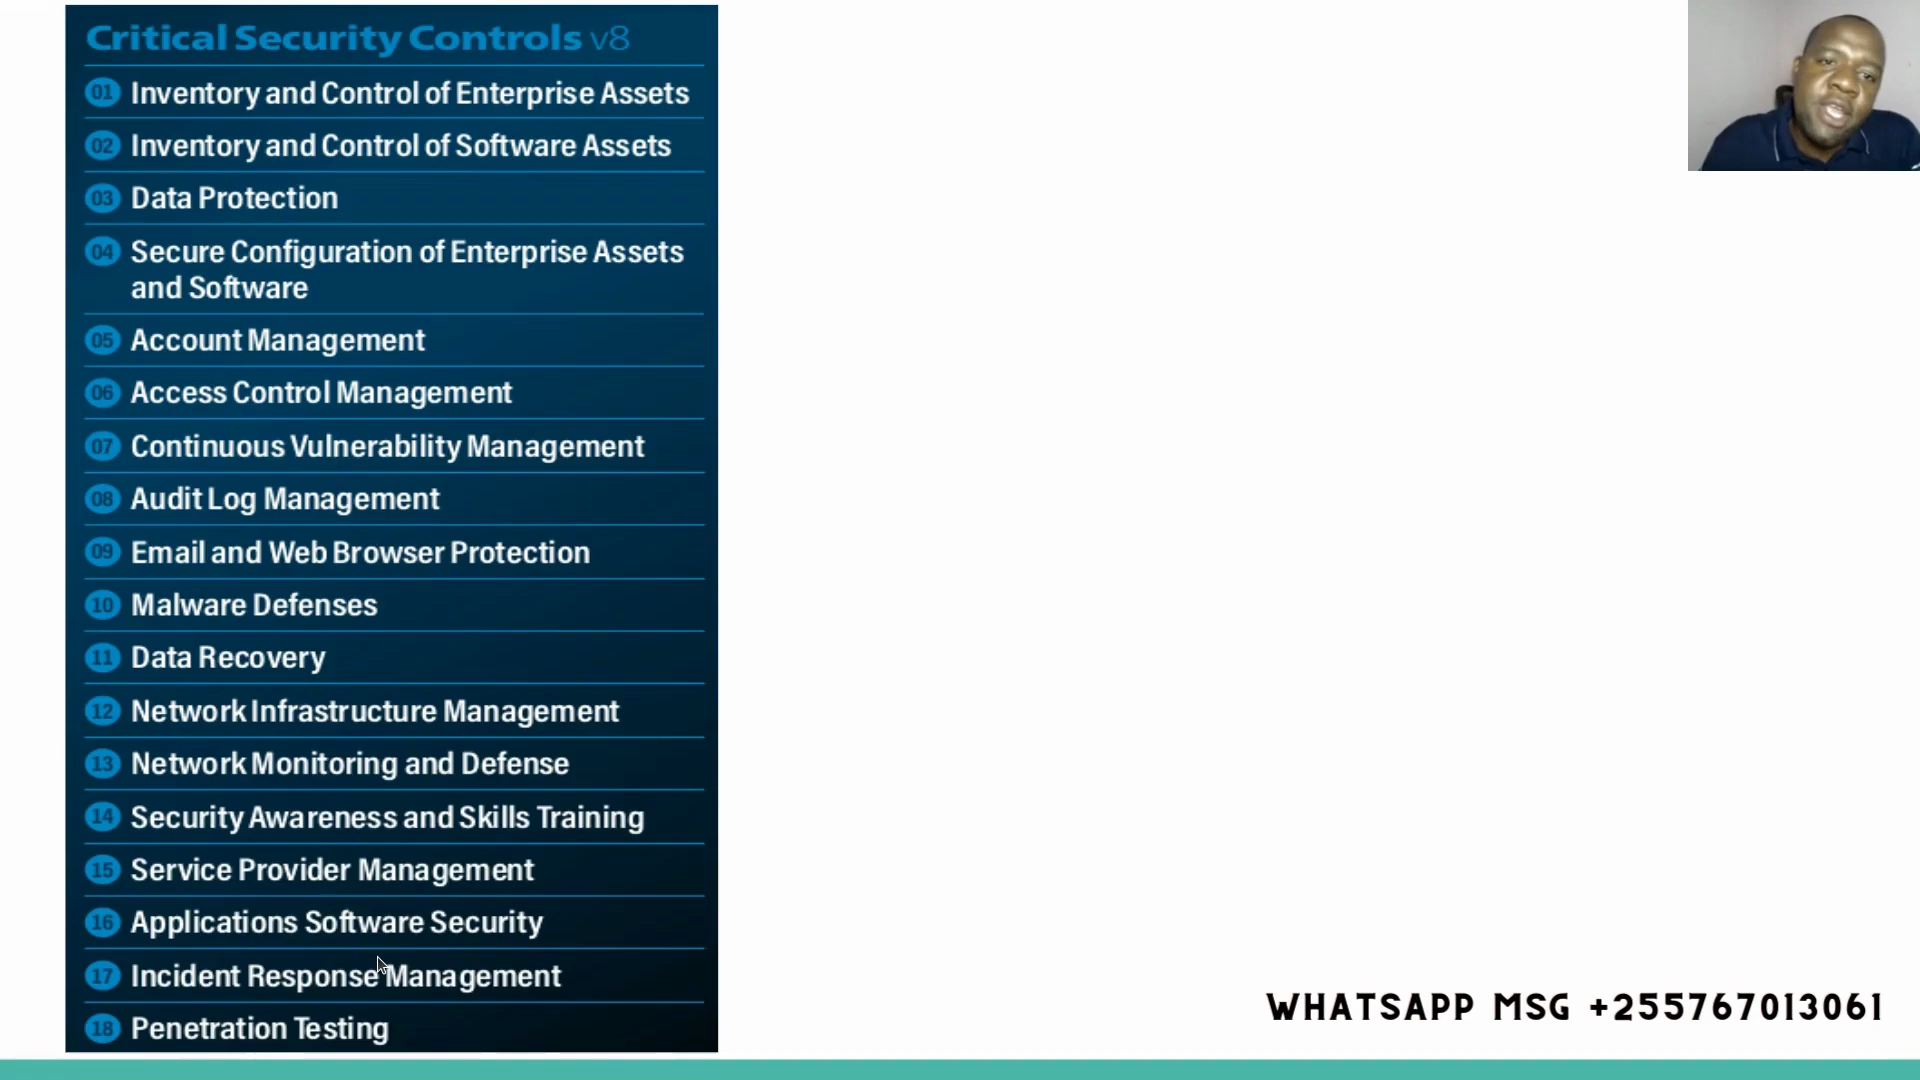 Critical Security Controls v8
01 Inventory and Control of Enterprise Assets
02 Inventory and Control of Software Assets
03 Data Protection
04 Secure Configuration of Enterprise Assets
and Software
05 Account Management
06 Access Control Management
07 Continuous Vulnerability Management
08 Audit Log Management
09 Email and Web Browser Protection
10 Malware Defenses
11 Data Recovery
12 Network Infrastructure Management
13 Network Monitoring and Defense
14 Security Awareness and Skills Training
15 Service Provider Management
16 Applications Software Security
17 Incident Response Management
18 Penetration Testing
WHATSAPP MSG +255767013061